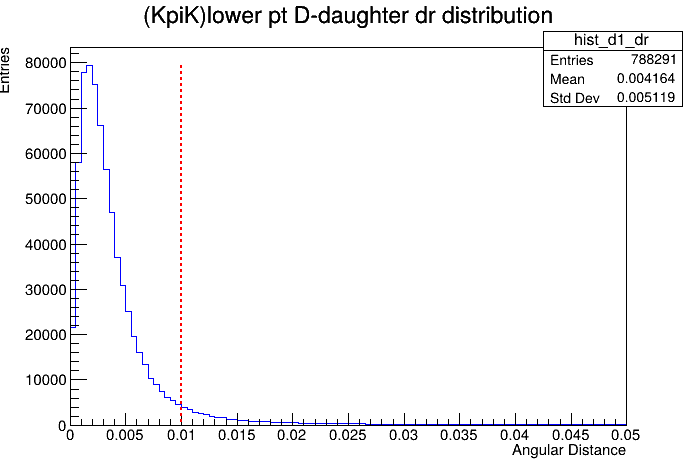 (KpiK)lower pt D-daughter dr distribution
hist_d1_dr
Entries 788291
Mean 0.004164
Std Dev 0.005119
Entries
80000
70000
60000
50000
40000
30000
20000
10000
0
0 0.005 0.01 0.015 0.02 0.025 0.03 0.035 0.04 0.045 0.05
Angular Distance